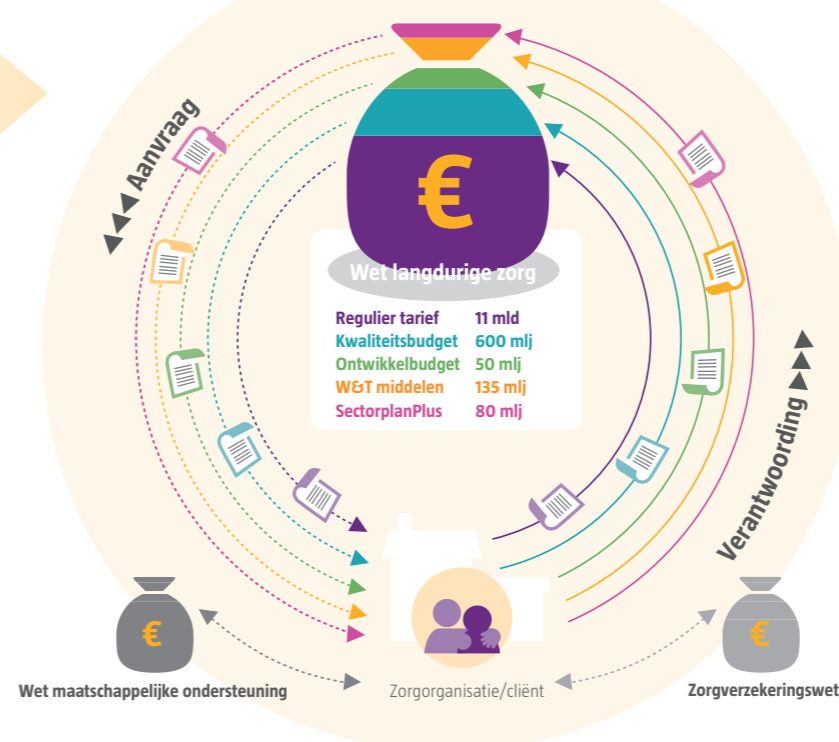 Aanvraag
€
Wet langdurige zorg
Regulier tarief 11 mld
Kwaliteitsbudget 600 mlj
Ontwikkelbudget 50 mlj
W&T middelen 135 mlj
SectorplanPlus 80 mlj
Verantwoording
€
€
Wet maatschappelijke ondersteuning
Zorgorganisatie/cliënt
Zorgverzekeringswet